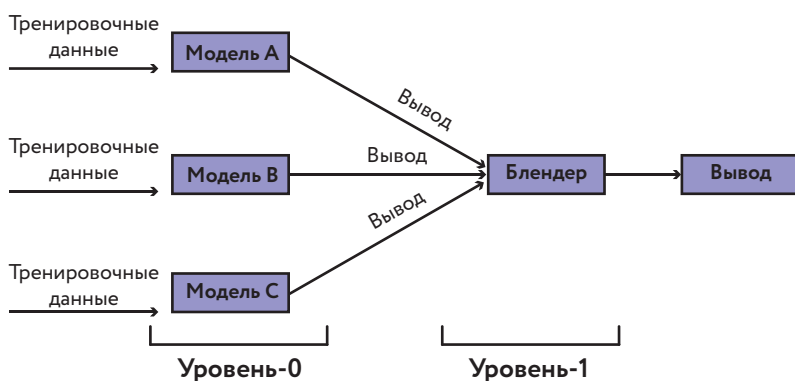 Тренировочные
данные
Модель A
Вывод
Тренировочные
данные
Модель B
Вывод
Блендер
Вывод
Вывод
Тренировочные
данные
Модель C
Уровень-0
Уровень-1